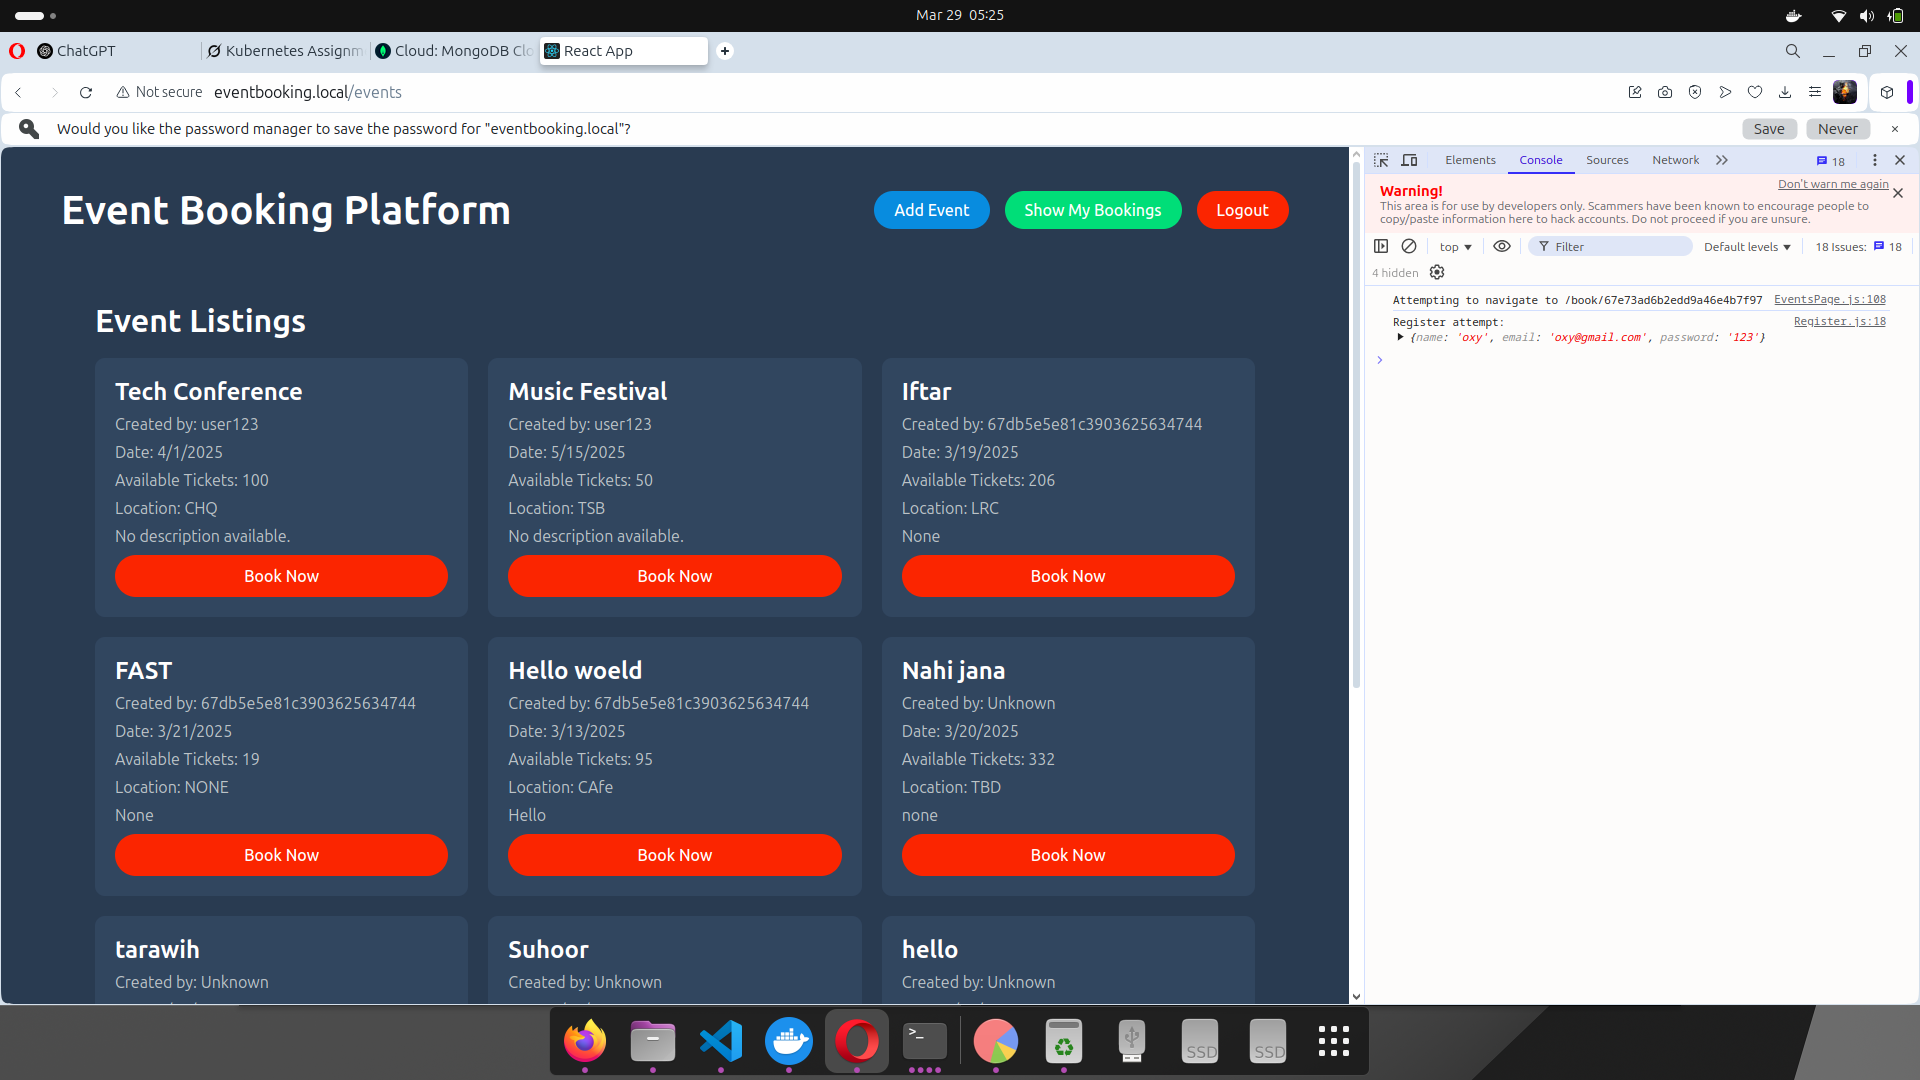 Mar 29 05:25
ChatGPT
Kubernetes Assignm
Cloud: MongoDB Clo
React App
Not secure eventbooking.local/events
Would you like the password manager to save the password for "eventbooking.local"?
Save
Never
Event Booking Platform
Add Event
Show My Bookings
Logout
Event Listings
Tech Conference
Created by: user123
Date: 4/1/2025
Available Tickets: 100
Location: CHQ
No description available.
Book Now
Music Festival
Created by: user123
Date: 5/15/2025
Available Tickets: 50
Location: TSB
No description available.
Book Now
Iftar
Created by: 67db5e5e81c3903625634744
Date: 3/19/2025
Available Tickets: 206
Location: LRC
None
Book Now
FAST
Created by: 67db5e5e81c3903625634744
Date: 3/21/2025
Available Tickets: 19
Location: NONE
None
Book Now
Hello woeld
Created by: 67db5e5e81c3903625634744
Date: 3/13/2025
Available Tickets: 95
Location: CAfe
Hello
Book Now
Nahi jana
Created by: Unknown
Date: 3/20/2025
Available Tickets: 332
Location: TBD
none
Book Now
tarawih
Created by: Unknown
Suhoor
Created by: Unknown
hello
Created by: Unknown
Elements
Console
Sources
Network
18
Warning!
Don't warn me again
This area is for use by developers only. Scammers have been known to encourage people to
copy/paste information here to hack accounts. Do not proceed if you are unsure.
top
Filter
Default levels
18 Issues:
18
4 hidden
Attempting to navigate to /book/67e73ad6b2edd9a46e4b7f97 EventsPage.js:108
Register attempt: Register.js:18
{name: 'oxy', email: 'oxy@gmail.com', password: '123'}
>_
SSD
SSD